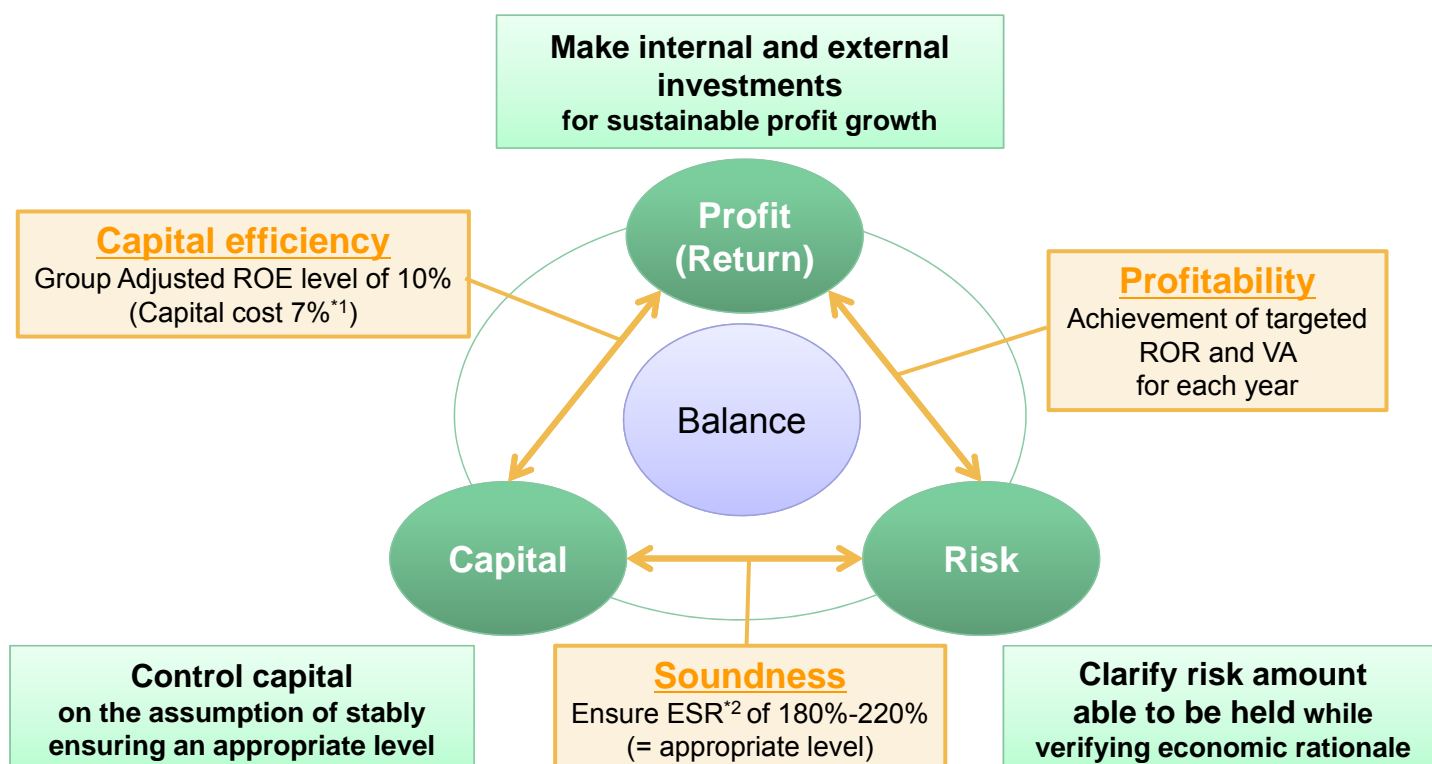 Make internal and external
investments
for sustainable profit growth
Profit
(Return)
Capital efficiency
Group Adjusted ROE level of 10%
(Capital cost 7%*1)
Profitability
Achievement of targeted
ROR and VA
for each year
Balance
Capital
Risk
Control capital
on the assumption of stably
ensuring an appropriate level
Soundness
Ensure ESR*2 of 180%-220%
(= appropriate level)
Clarify risk amount
able to be held while
verifying economic rationale